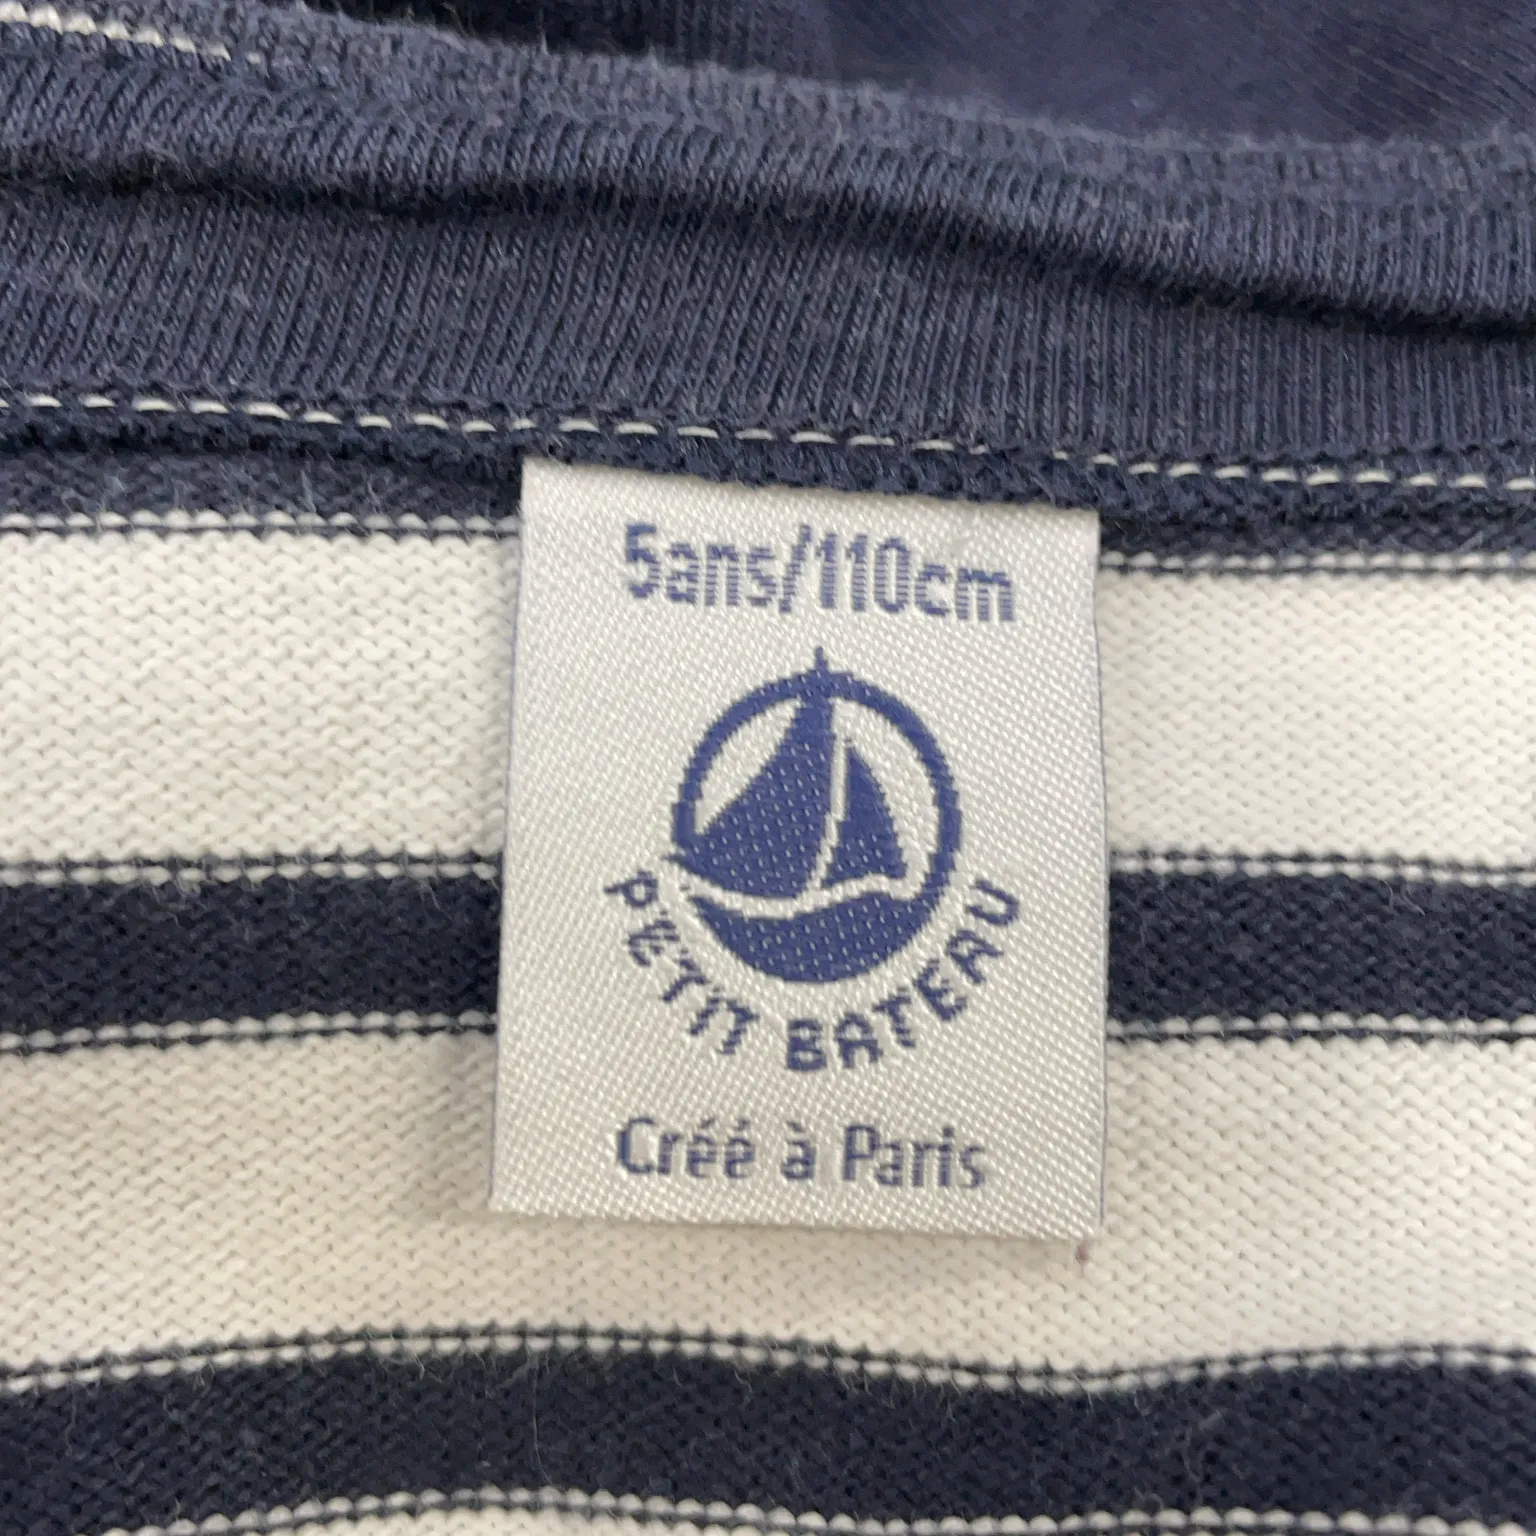 5ans/110cm
PETIT BATEAU
Créé à Paris